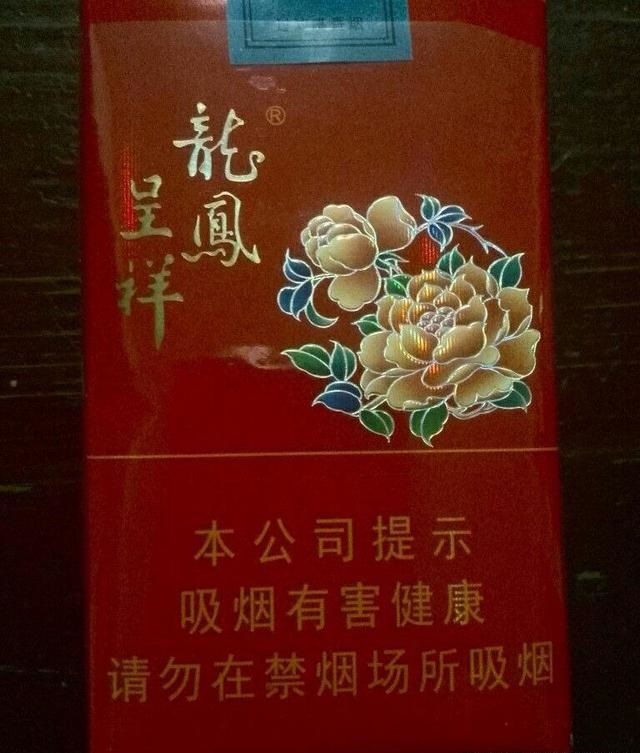 龍鳳®
呈祥
本公司提示
吸烟有害健康
请勿在禁烟场所吸烟